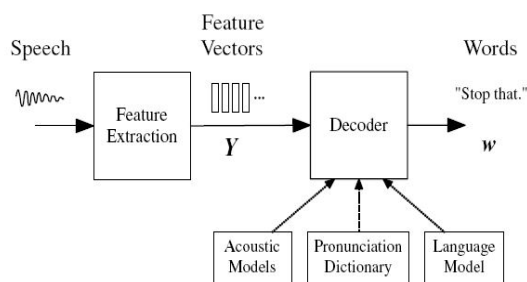 Speech
Feature
Vectors
Words
Feature
Extraction
...
Y
Decoder
"Stop that."
w
Acoustic
Models
Pronunciation
Dictionary
Language
Model